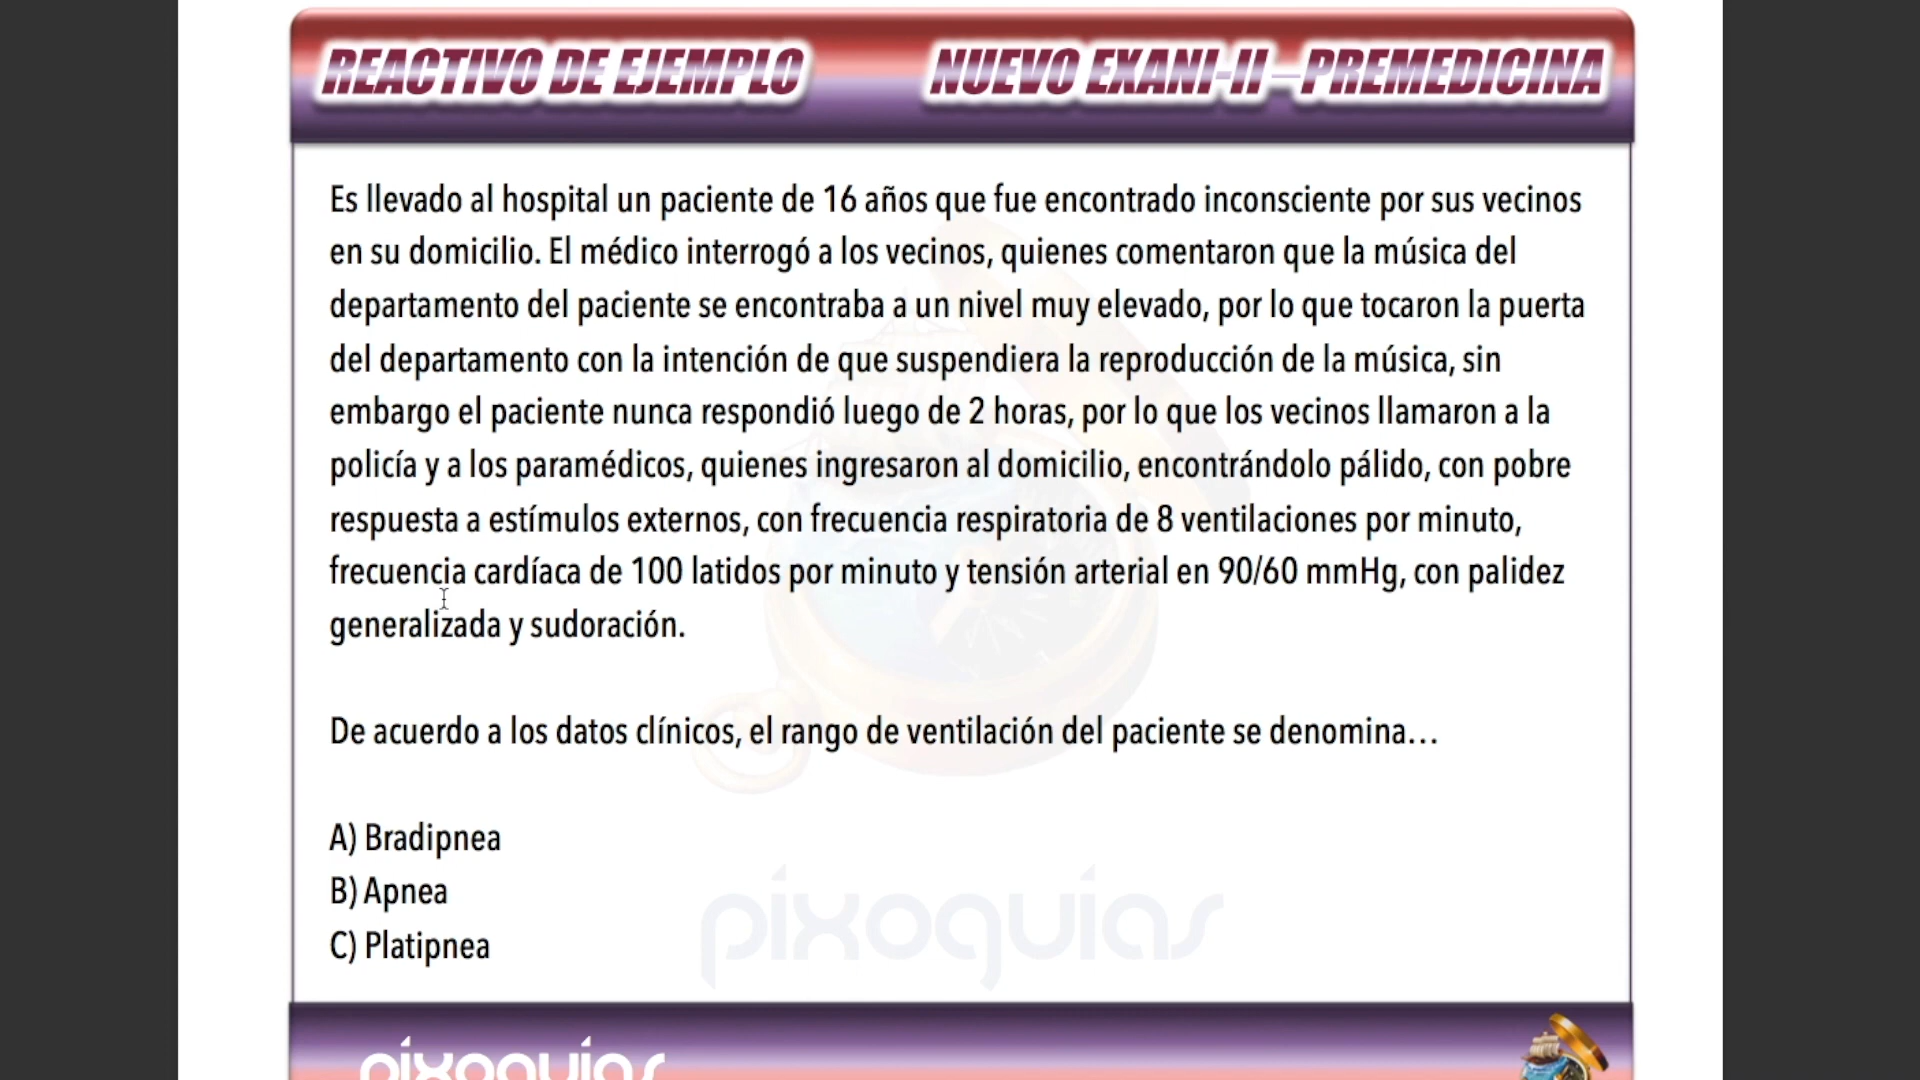 REACTIVO DE EJEMPLO NUEVO EXANI-II – PREMEDICINA
Es llevado al hospital un paciente de 16 años que fue encontrado inconsciente por sus vecinos
en su domicilio. El médico interrogó a los vecinos, quienes comentaron que la música del
departamento del paciente se encontraba a un nivel muy elevado, por lo que tocaron la puerta
del departamento con la intención de que suspendiera la reproducción de la música, sin
embargo el paciente nunca respondió luego de 2 horas, por lo que los vecinos llamaron a la
policía y a los paramédicos, quienes ingresaron al domicilio, encontrándolo pálido, con pobre
respuesta a estímulos externos, con frecuencia respiratoria de 8 ventilaciones por minuto,
frecuencia cardíaca de 100 latidos por minuto y tensión arterial en 90/60 mmHg, con palidez
generalizada y sudoración.
De acuerdo a los datos clínicos, el rango de ventilación del paciente se denomina...
A) Bradipnea
B) Apnea
C) Platipnea
pixoguias
pixoguias